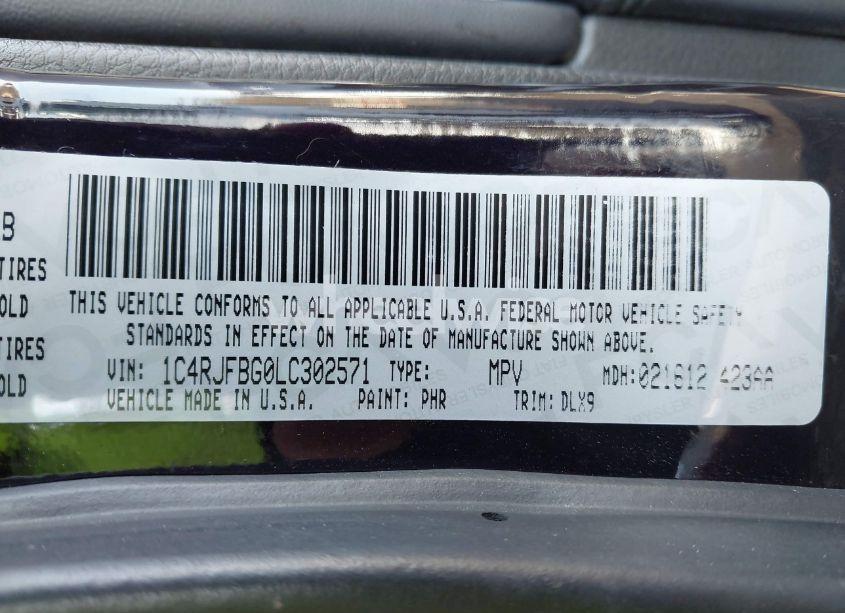 B
TIRES
OLD
TIRES
OLD
THIS VEHICLE CONFORMS TO ALL APPLICABLE U.S.A. FEDERAL MOTOR VEHICLE SAFETY
STANDARDS IN EFFECT ON THE DATE OF MANUFACTURE SHOWN ABOVE.
VIN: 1C4RJFBG0LC302571 TYPE: MPV MDH:021612 423AA
VEHICLE MADE IN U.S.A. PAINT: PHR TRIM: DLX9